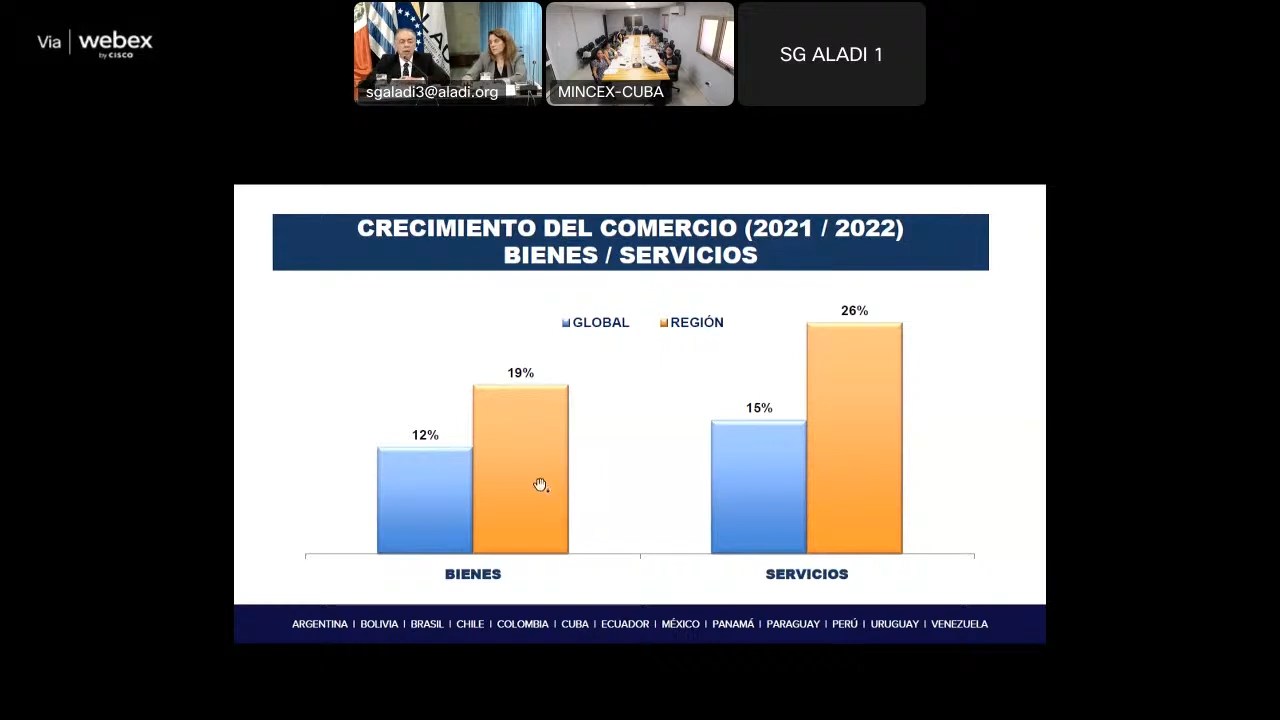 Via | webex
by CISCO
sgaladi3@aladi.org
MINCEX-CUBA
SG ALADI 1
CRECIMIENTO DEL COMERCIO (2021 / 2022)
BIENES / SERVICIOS
GLOBAL
REGIÓN
12%
19%
15%
26%
BIENES
SERVICIOS
ARGENTINA | BOLIVIA | BRASIL | CHILE | COLOMBIA | CUBA | ECUADOR | MÉXICO | PANAMÁ | PARAGUAY | PERÚ | URUGUAY | VENEZUELA